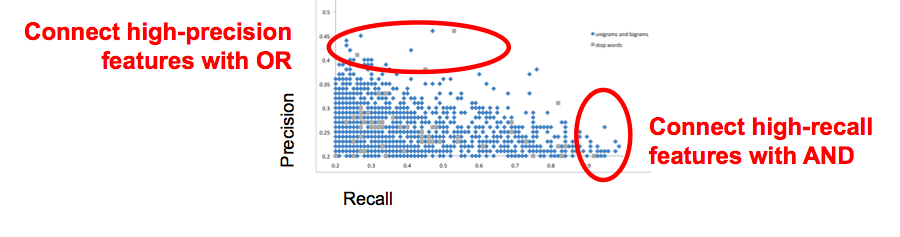 Connect high-precision
features with OR
Precision
0.5
0.45
0.4
0.35
0.3
0.25
0.2
0.2 0.3 0.4 0.5 0.6 0.7 0.8 0.9
Recall
unigrams and bigrams
stop words
Connect high-recall
features with AND